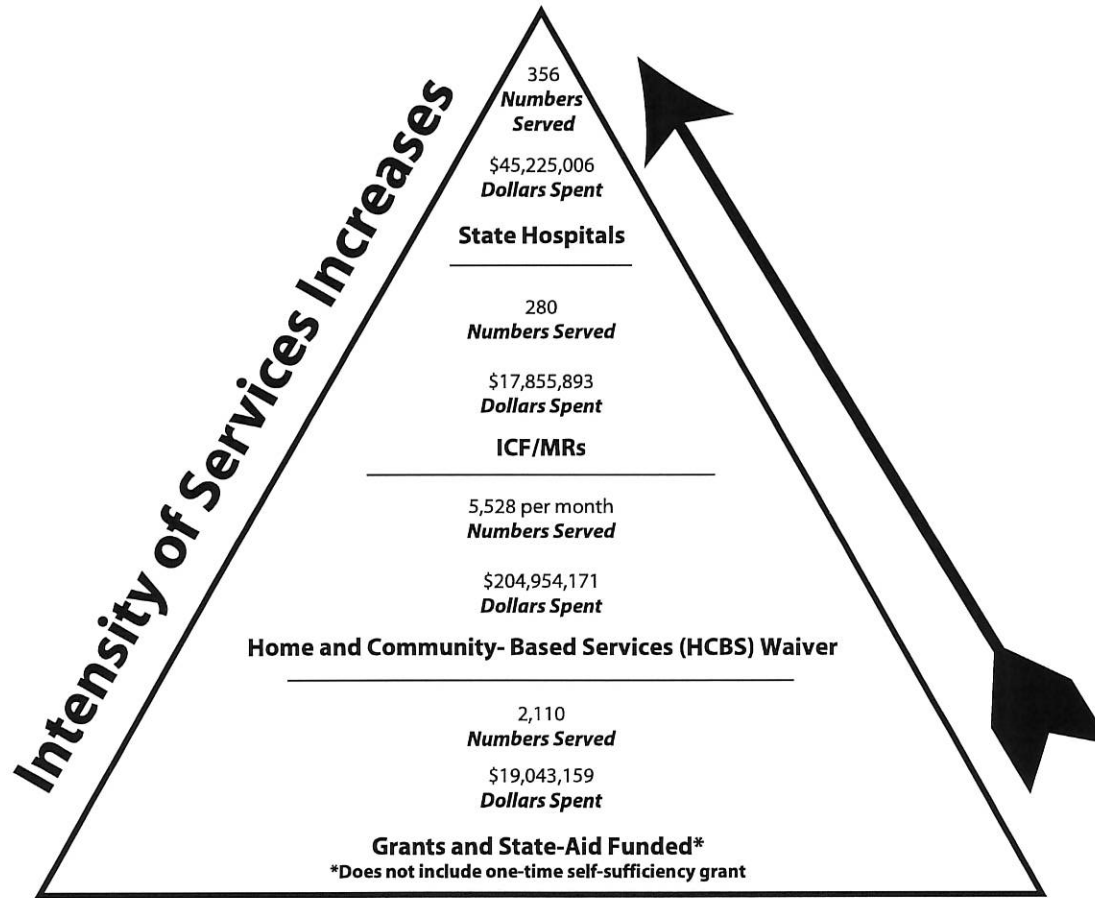 Intensity of Services Increases
356
Numbers
Served
$45,225,006
Dollars Spent
State Hospitals
280
Numbers Served
$17,855,893
Dollars Spent
ICF/MRs
5,528 per month
Numbers Served
$204,954,171
Dollars Spent
Home and Community- Based Services (HCBS) Waiver
2,110
Numbers Served
$19,043,159
Dollars Spent
Grants and State-Aid Funded*
*Does not include one-time self-sufficiency grant